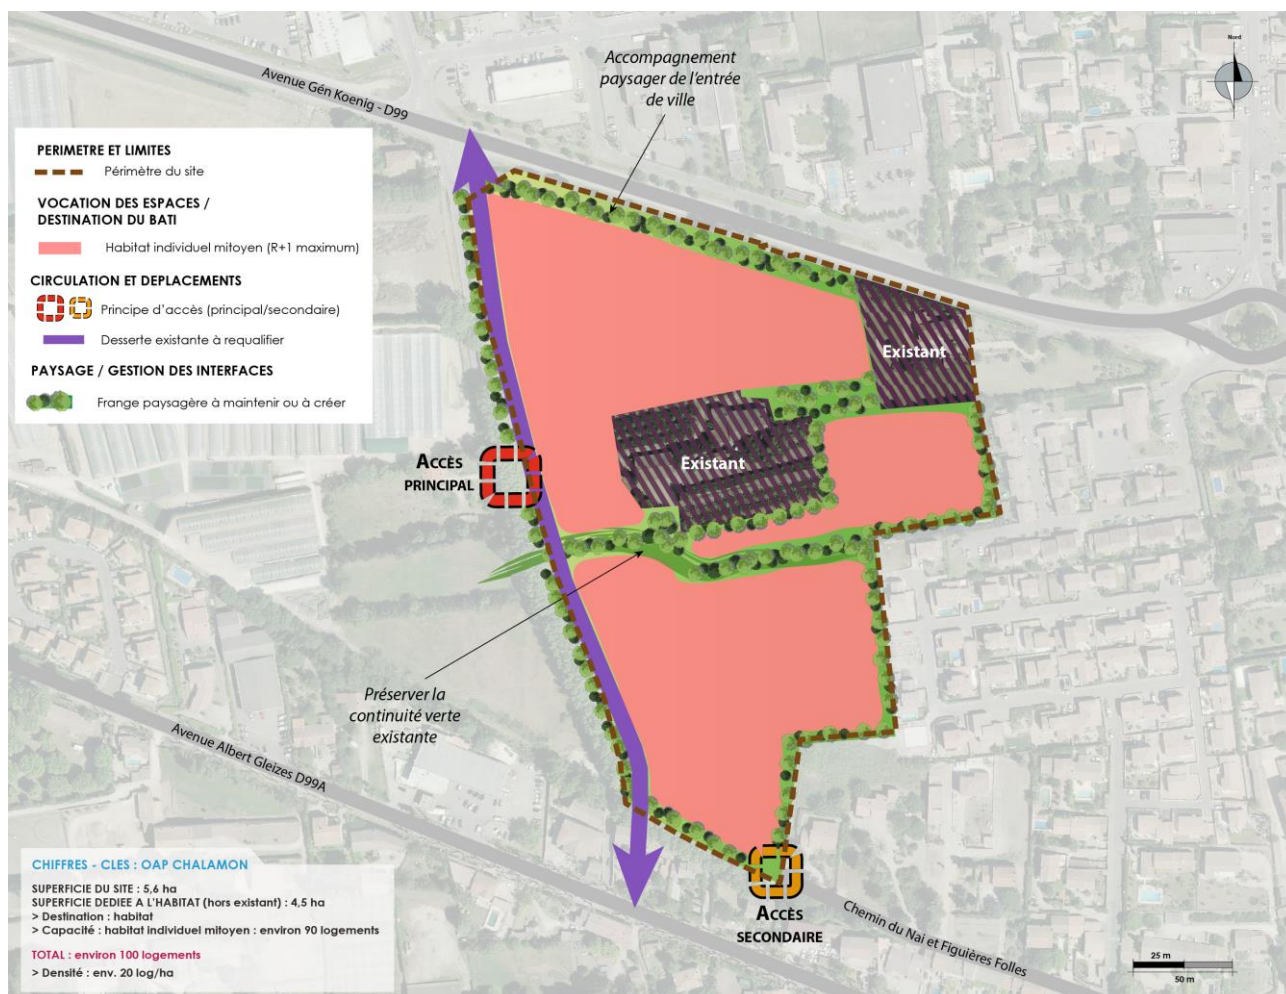 Nord
Accompagnement
paysager de l'entrée
de ville
Avenue Gén Koenig - D99
PERIMETRE ET LIMITES
Périmètre du site
VOCATION DES ESPACES /
DESTINATION DU BATI
Habitat individuel mitoyen (R+1 maximum)
CIRCULATION ET DEPLACEMENTS
Principe d'accès (principal/secondaire)
Desserte existante à requalifier
PAYSAGE / GESTION DES INTERFACES
Frange paysagère à maintenir ou à créer
Existant
Existant
ACCÈS
PRINCIPAL
Préserver la
continuité verte
existante
Avenue Albert Gleizes D99A
CHIFFRES - CLES : OAP CHALAMON
SUPERFICIE DU SITE : 5,6 ha
SUPERFICIE DEDIEE A L'HABITAT (hors existant) : 4,5 ha
> Destination : habitat
> Capacité : habitat individuel mitoyen : environ 90 logements
TOTAL : environ 100 logements
> Densité : env. 20 log/ha
ACCÈS
SECONDAIRE
Chemin du Nai et Figuières Folles
25 m
50 m